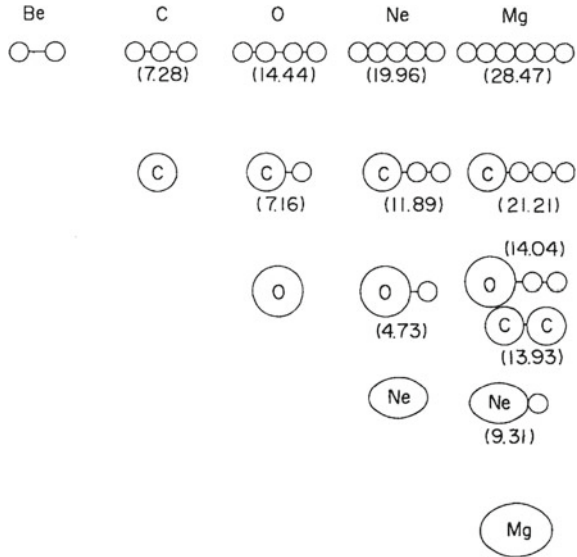 Be C O Ne Mg
(7.28) (14.44) (19.96) (28.47)
C C C C
(7.16) (11.89) (21.21)
(14.04)
O O O
(4.73) C C
(13.93)
Ne Ne
(9.31)
Mg